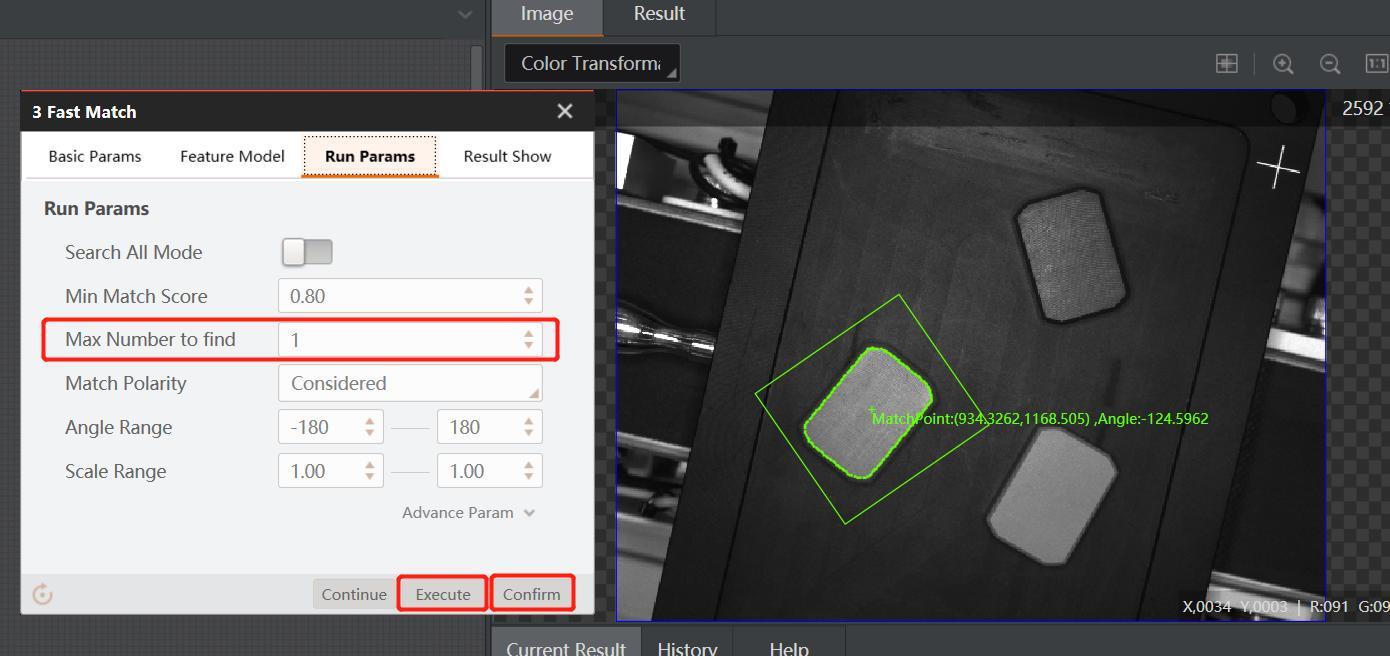 Image Result
Color Transforma
2592
3 Fast Match
Basic Params Feature Model Run Params Result Show
Run Params
Search All Mode
Min Match Score 0.80
Max Number to find 1
Match Polarity Considered
Angle Range -180 180
Scale Range 1.00 1.00
Advance Param
Continue Execute Confirm
MatchPoint:(934.3262,1168.505) ,Angle:-124.5962
X,0034 Y,0003 | R:091 G:09
Current Result History Help
1:1